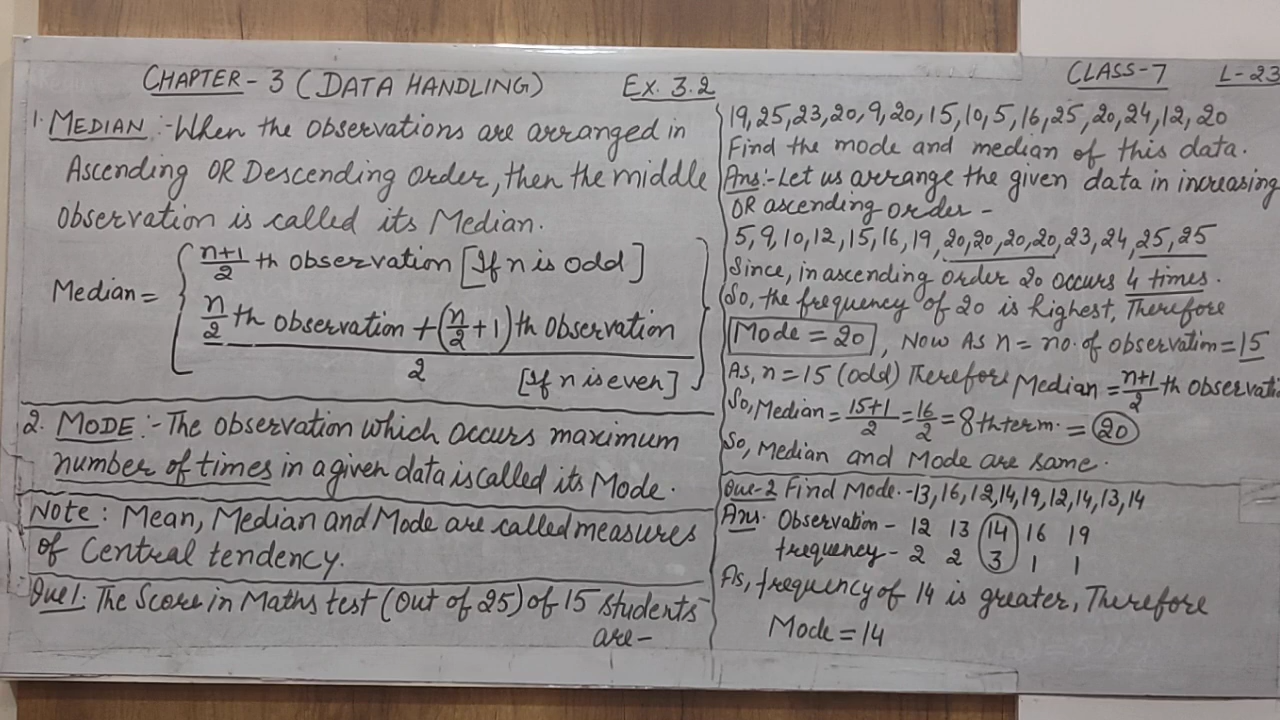 CHAPTER-3 (DATA HANDLING) EX. 3.2
CLASS-7 L-23
1. MEDIAN :- When the observations are arranged in
Ascending OR Descending order, then the middle
observation is called its Median.
Median = { n+1/2 th observation [If n is odd]
n/2 th observation + (n/2 + 1) th observation / 2 [If n is even] }
2. MODE :- The observation which occurs maximum
number of times in a given data is called its Mode.
Note : Mean, Median and Mode are called measures
of Central tendency.
Que 1. The Score in Maths test (Out of 25) of 15 students
are -
19, 25, 23, 20, 9, 20, 15, 10, 5, 16, 25, 20, 24, 12, 20
Find the mode and median of this data.
Ans:- Let us arrange the given data in increasing
OR ascending order -
5, 9, 10, 12, 15, 16, 19, 20, 20, 20, 20, 23, 24, 25, 25
Since, in ascending order 20 occurs 4 times.
So, the frequency of 20 is highest, Therefore
Mode = 20, Now As n = no. of observation = 15
As, n = 15 (odd) Therefore Median = n+1/2 th observati
So, Median = 15+1/2 = 16/2 = 8th term. = 20
So, Median and Mode are same.
Que-2 Find Mode. - 13, 16, 12, 14, 19, 12, 14, 13, 14
Ans. Observation - 12 13 14 16 19
frequency - 2 2 3 1 1
As, frequency of 14 is greater, Therefore
Mode = 14